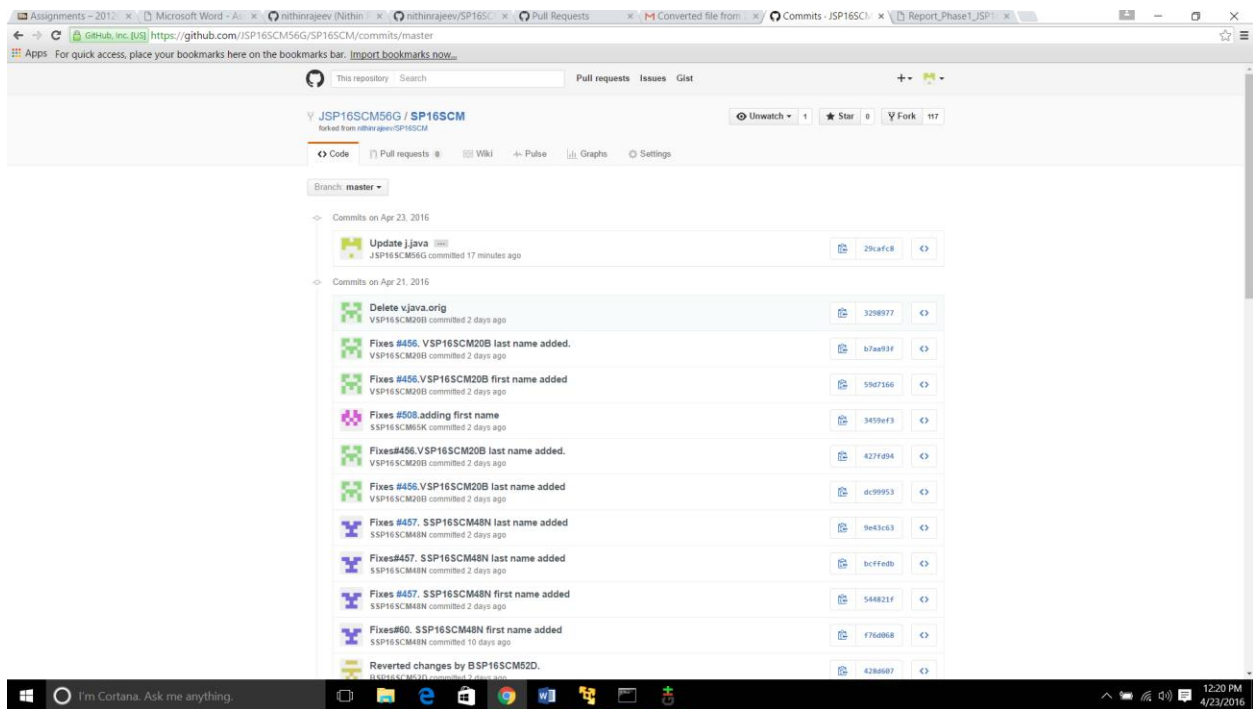 Assignments – 2012
Microsoft Word - As
nithinrajeev (Nithin
nithinrajeev/SP16SC
Pull Requests
Converted file from
Commits · JSP16SCM
Report_Phase1_JSP1
GitHub, Inc. [US] https://github.com/JSP16SCM56G/SP16SCM/commits/master
Apps For quick access, place your bookmarks here on the bookmarks bar. Import bookmarks now...
This repository Search Pull requests Issues Gist
JSP16SCM56G / SP16SCM Unwatch 1 Star 0 Fork 117
forked from nithinrajeev/SP16SCM
Code Pull requests 0 Wiki Pulse Graphs Settings
Branch: master
Commits on Apr 23, 2016
Update j.java ... 29cafc8
JSP16SCM56G committed 17 minutes ago
Commits on Apr 21, 2016
Delete v.java.orig 3298977
VSP16SCM20B committed 2 days ago
Fixes #456. VSP16SCM20B last name added. b7aa93f
VSP16SCM20B committed 2 days ago
Fixes #456.VSP16SCM20B first name added 59d7166
VSP16SCM20B committed 2 days ago
Fixes #508.adding first name 3459ef3
SSP16SCM65K committed 2 days ago
Fixes#456.VSP16SCM20B last name added. 427fd94
VSP16SCM20B committed 2 days ago
Fixes #456.VSP16SCM20B last name added dc99953
VSP16SCM20B committed 2 days ago
Fixes #457. SSP16SCM48N last name added 9e43c63
SSP16SCM48N committed 2 days ago
Fixes#457. SSP16SCM48N last name added bcffedb
SSP16SCM48N committed 2 days ago
Fixes #457. SSP16SCM48N first name added 544821f
SSP16SCM48N committed 2 days ago
Fixes#60. SSP16SCM48N first name added f76d068
SSP16SCM48N committed 10 days ago
Reverted changes by BSP16SCM52D. 428d607
BSP16SCM52D committed 2 days ago
I'm Cortana. Ask me anything. 12:20 PM
4/23/2016